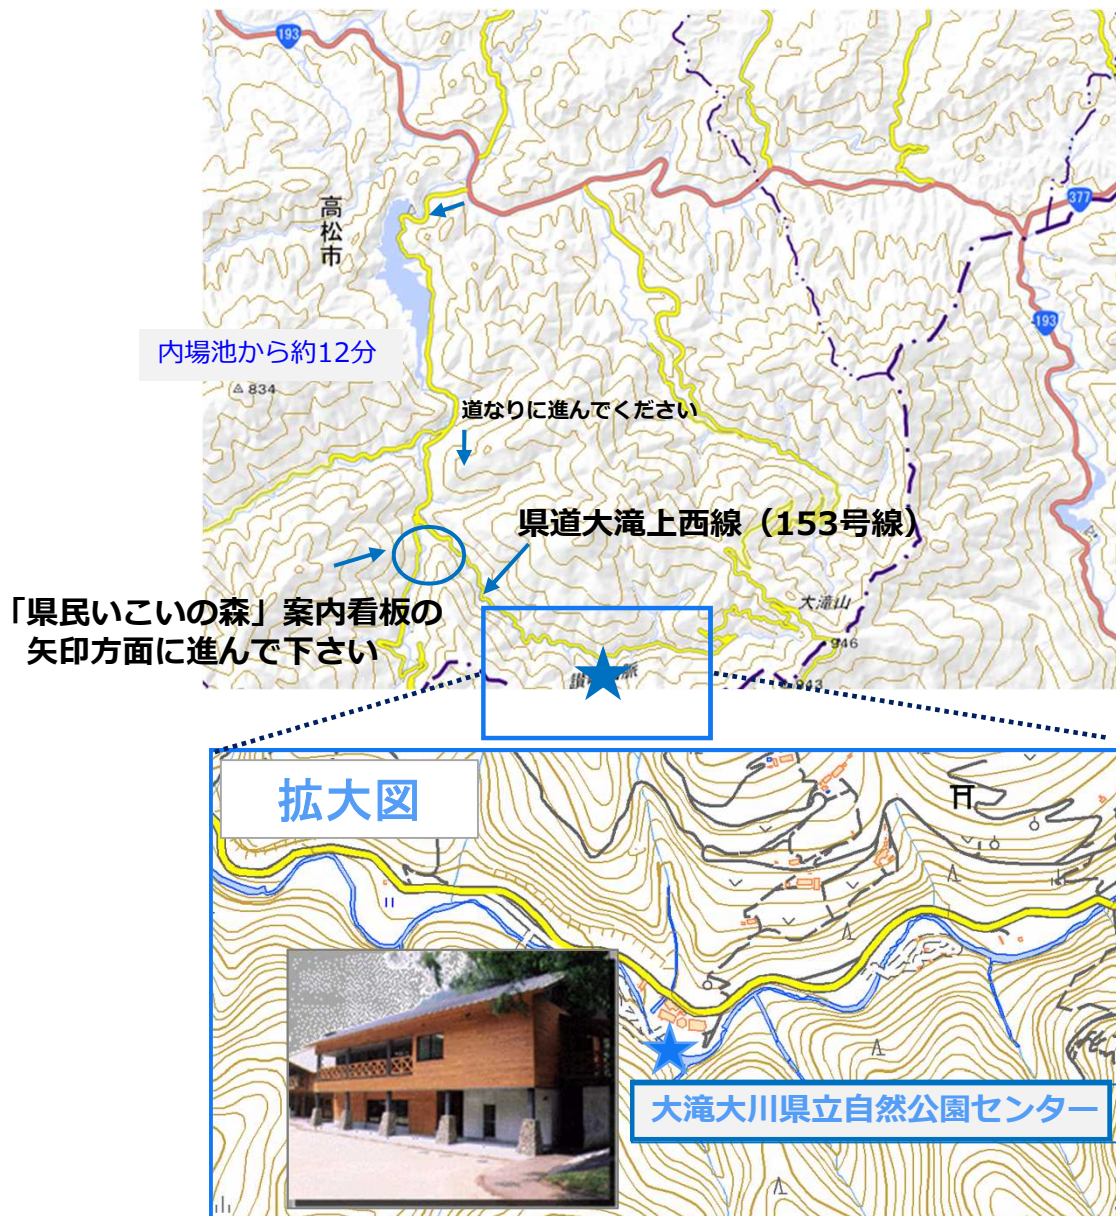 193
377
高松市
193
内場池から約12分
834
道なりに進んでください
県道大滝上西線（153号線）
「県民いこいの森」案内看板の
矢印方面に進んで下さい
大滝山
946
943
拡大図
大滝大川県立自然公園センター